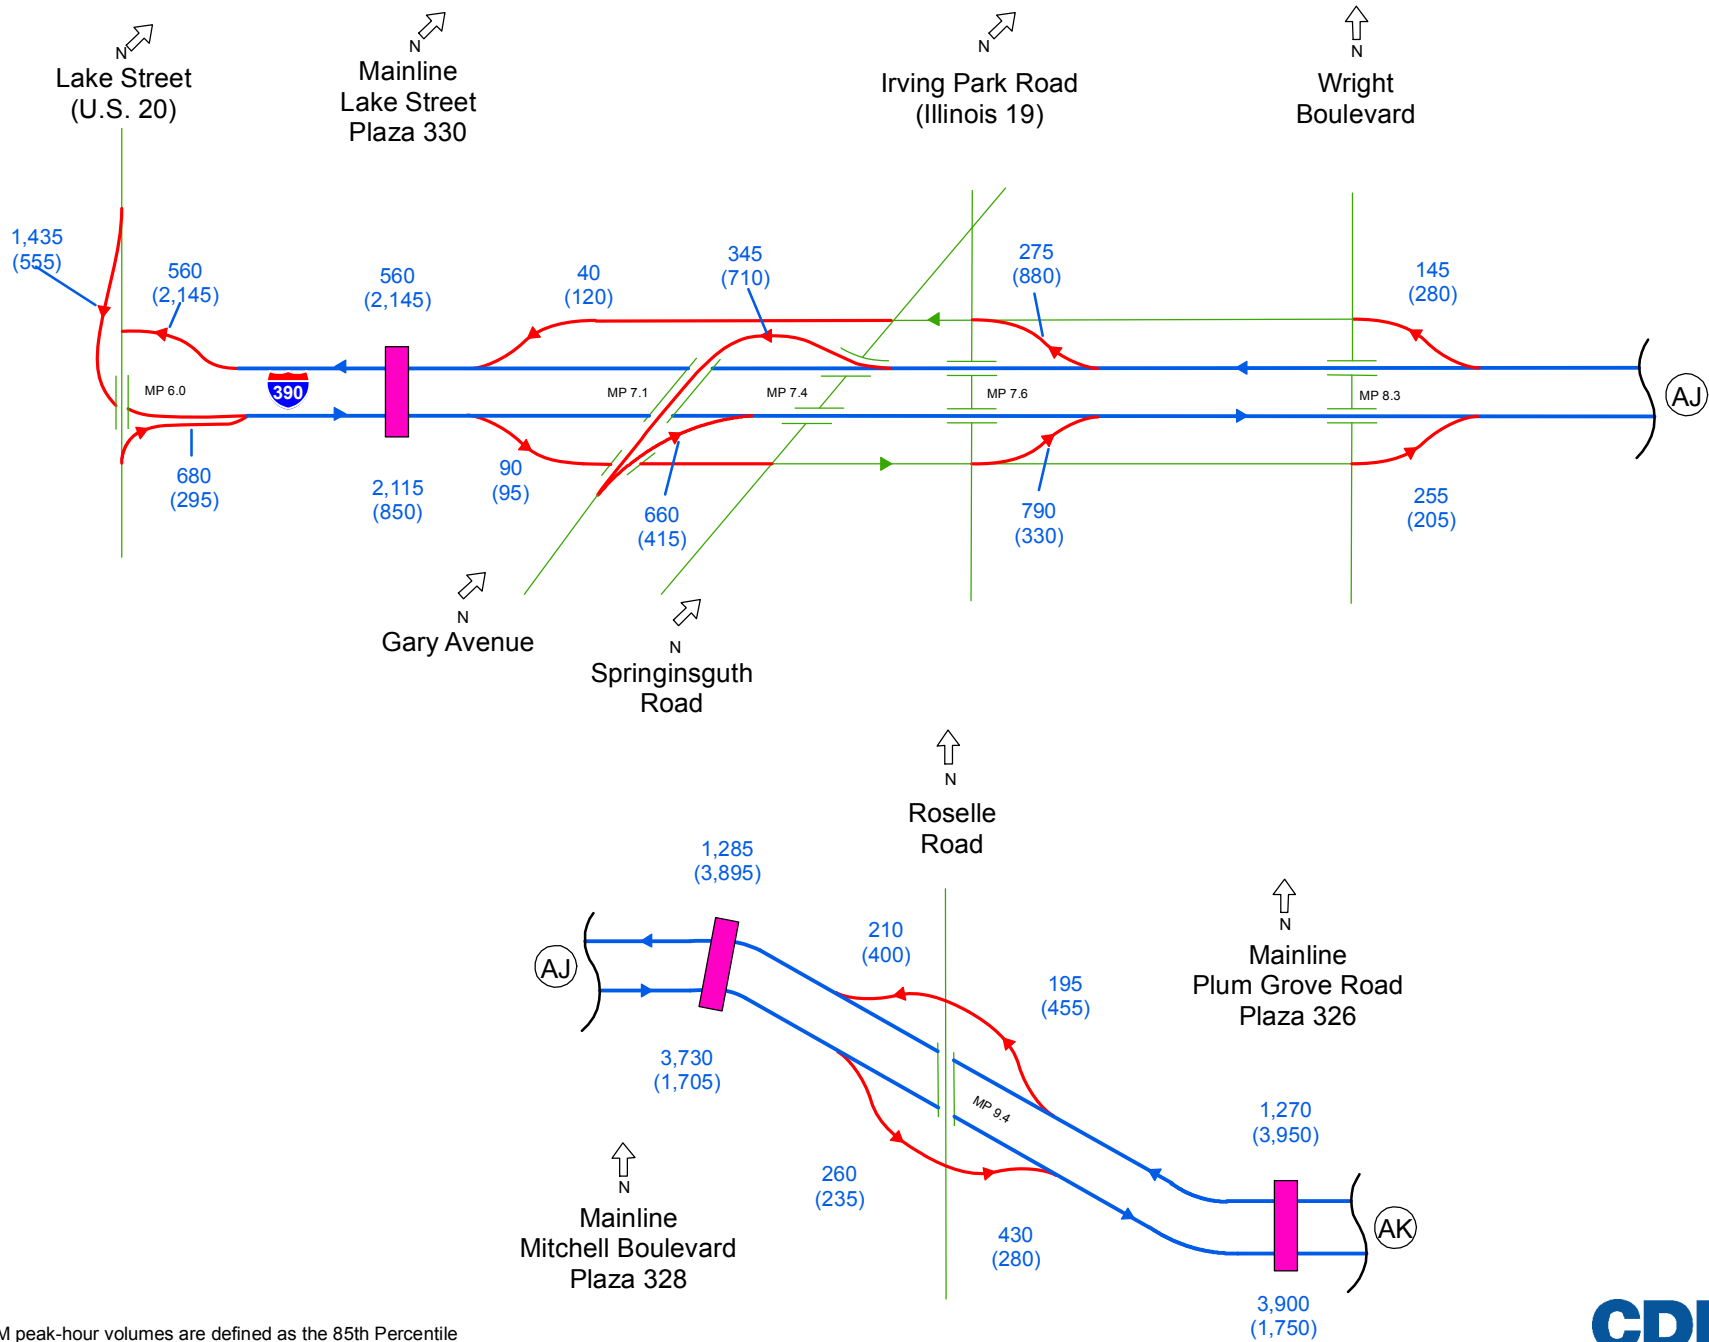 N
N
N
N
Lake Street
(U.S. 20)
Mainline
Lake Street
Plaza 330
Irving Park Road
(Illinois 19)
Wright
Boulevard
1,435
(555)
560
(2,145)
560
(2,145)
40
(120)
345
(710)
275
(880)
145
(280)
MP 6.0
390
MP 7.1
MP 7.4
MP 7.6
MP 8.3
AJ
680
(295)
2,115
(850)
90
(95)
660
(415)
790
(330)
255
(205)
N
Gary Avenue
N
Springinsguth
Road
N
Roselle
Road
1,285
(3,895)
210
(400)
195
(455)
N
Mainline
Plum Grove Road
Plaza 326
AJ
3,730
(1,705)
MP 9.4
1,270
(3,950)
260
(235)
430
(280)
AK
N
Mainline
Mitchell Boulevard
Plaza 328
3,900
(1,750)
M peak-hour volumes are defined as the 85th Percentile